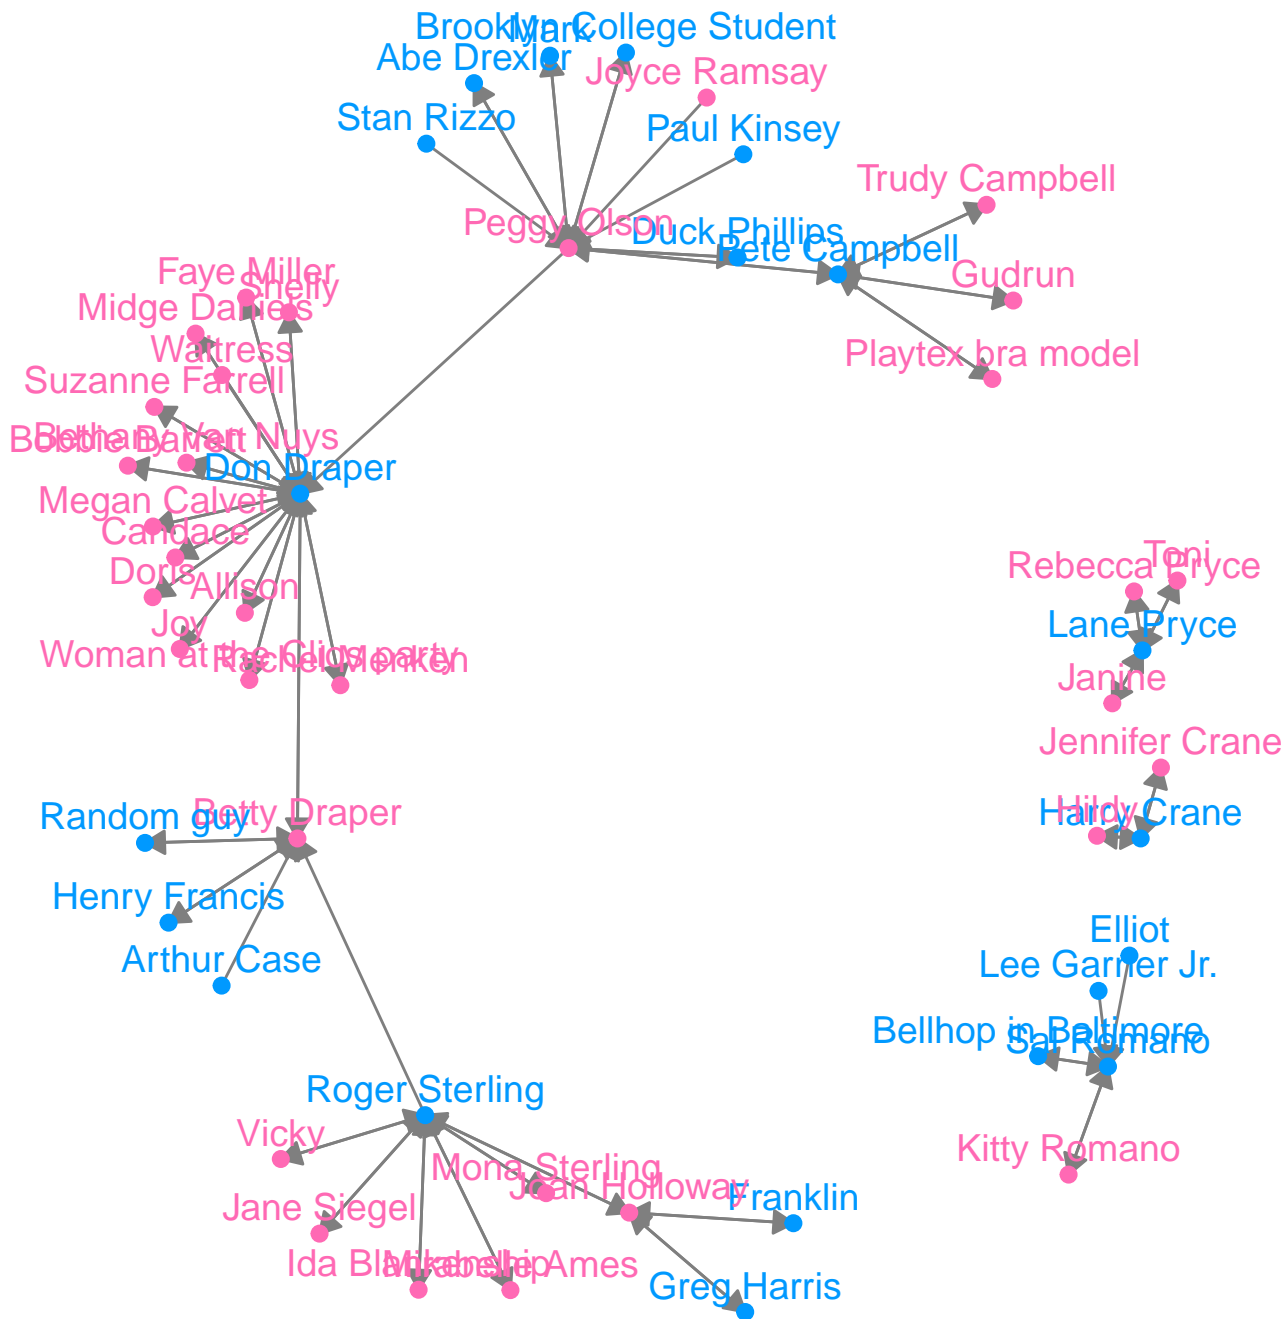 Brooklyn College Student
Mark
Abe Drexler
Joyce Ramsay
Stan Rizzo
Paul Kinsey
Trudy Campbell
Peggy Olson
Duck Phillips
Pete Campbell
Faye Miller
Shelly
Gudrun
Midge Daniels
Waitress
Playtex bra model
Suzanne Farrell
Bethany Van Nuys
Bobbie Barrett
Don Draper
Megan Calvet
Candace
Doris
Allison
Toni
Rebecca Pryce
Joy
Lane Pryce
Woman at the Clios party
Rachel Menken
Janine
Jennifer Crane
Random guy
Betty Draper
Hildy
Harry Crane
Henry Francis
Arthur Case
Elliot
Lee Garner Jr.
Bellhop in Baltimore
Sal Romano
Roger Sterling
Vicky
Mona Sterling
Kitty Romano
Joan Holloway
Franklin
Jane Siegel
Ida Blankenship
Mirabelle Ames
Greg Harris